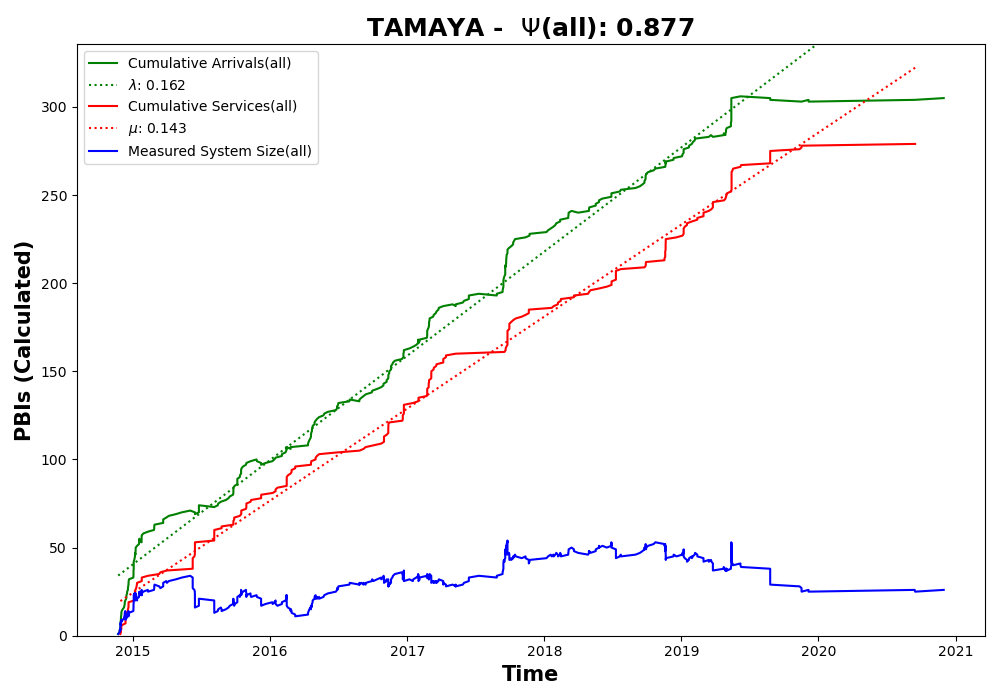 TAMAYA - Ψ(all): 0.877
Cumulative Arrivals(all)
λ: 0.162
Cumulative Services(all)
μ: 0.143
Measured System Size(all)
PBIs (Calculated)
300
250
200
150
100
50
0
2015 2016 2017 2018 2019 2020 2021
Time